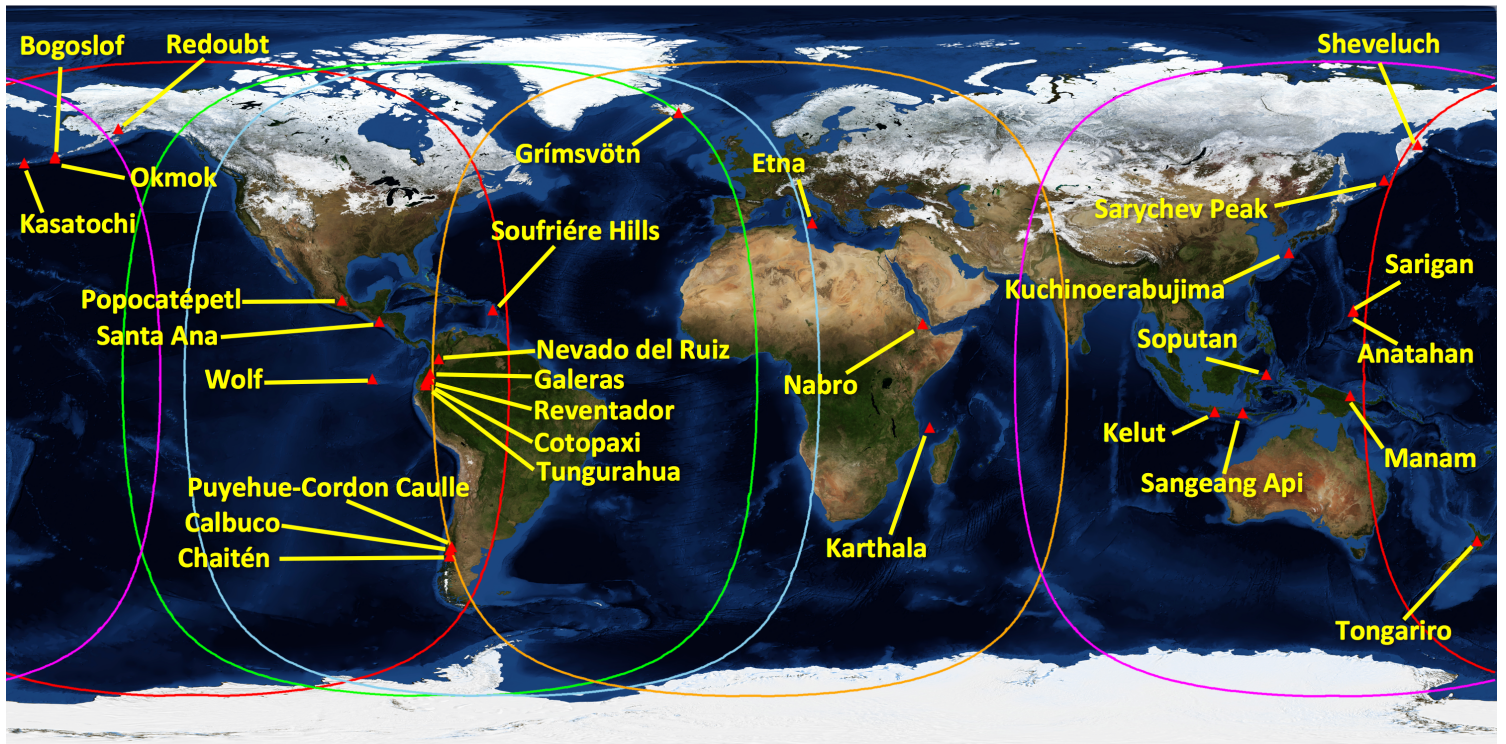 Bogoslof
Redoubt
Sheveluch
Grímsvötn
Etna
Okmok
Kasatochi
Sarychev Peak
Soufriére Hills
Sarigan
Kuchinoerabujima
Popocatépetl
Santa Ana
Soputan
Anatahan
Nevado del Ruiz
Wolf
Galeras
Nabro
Reventador
Kelut
Cotopaxi
Manam
Tungurahua
Sangeang Api
Puyehue-Cordon Caulle
Calbuco
Chaitén
Karthala
Tongariro